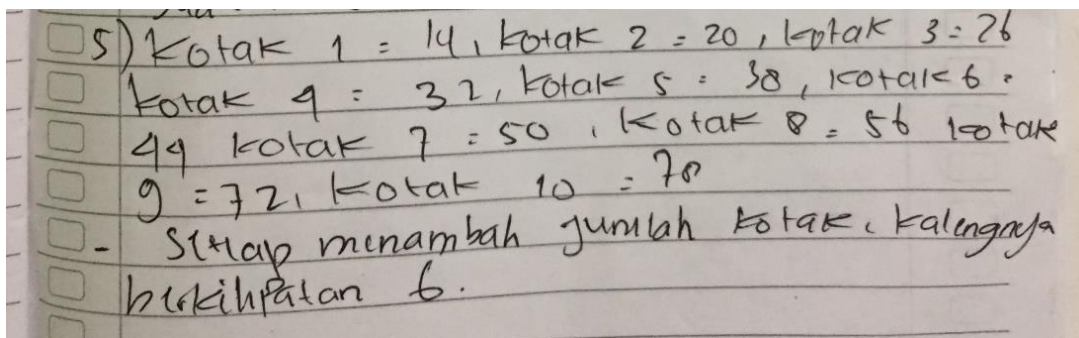 5) Kotak 1 = 14, kotak 2 = 20, kotak 3 = 26
kotak 4 = 32, kotak 5 = 38, kotak 6 =
44 kotak 7 = 50, kotak 8 = 56 kotak
9 = 72, kotak 10 = 78
- Setiap menambah jumlah kotak, kalengnya
berkihpatan 6.